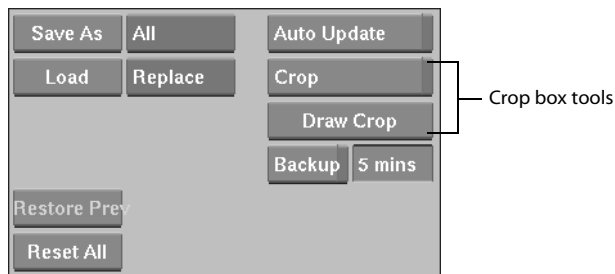 Save As All Auto Update
Load Replace Crop
Crop box tools
Draw Crop
Backup 5 mins
Restore Prev
Reset All